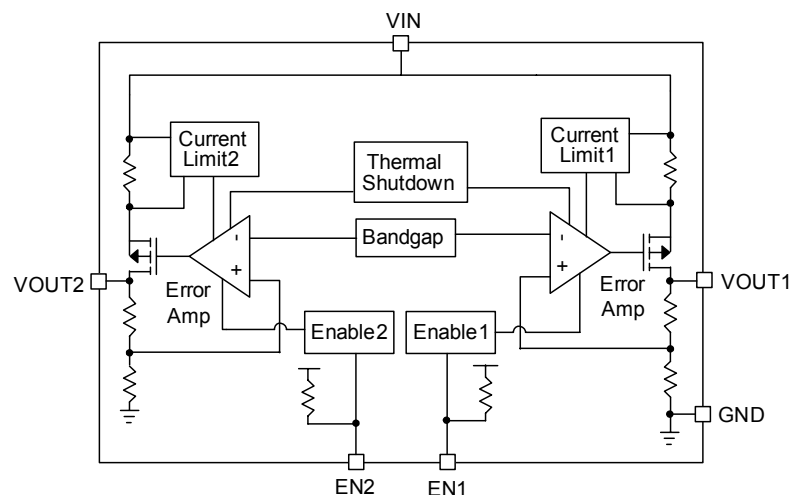 VIN
Current
Limit2
Current
Limit1
Thermal
Shutdown
-
Bandgap
-
+
+
VOUT2
Error
Amp
Error
Amp
VOUT1
Enable2
Enable1
GND
EN2
EN1